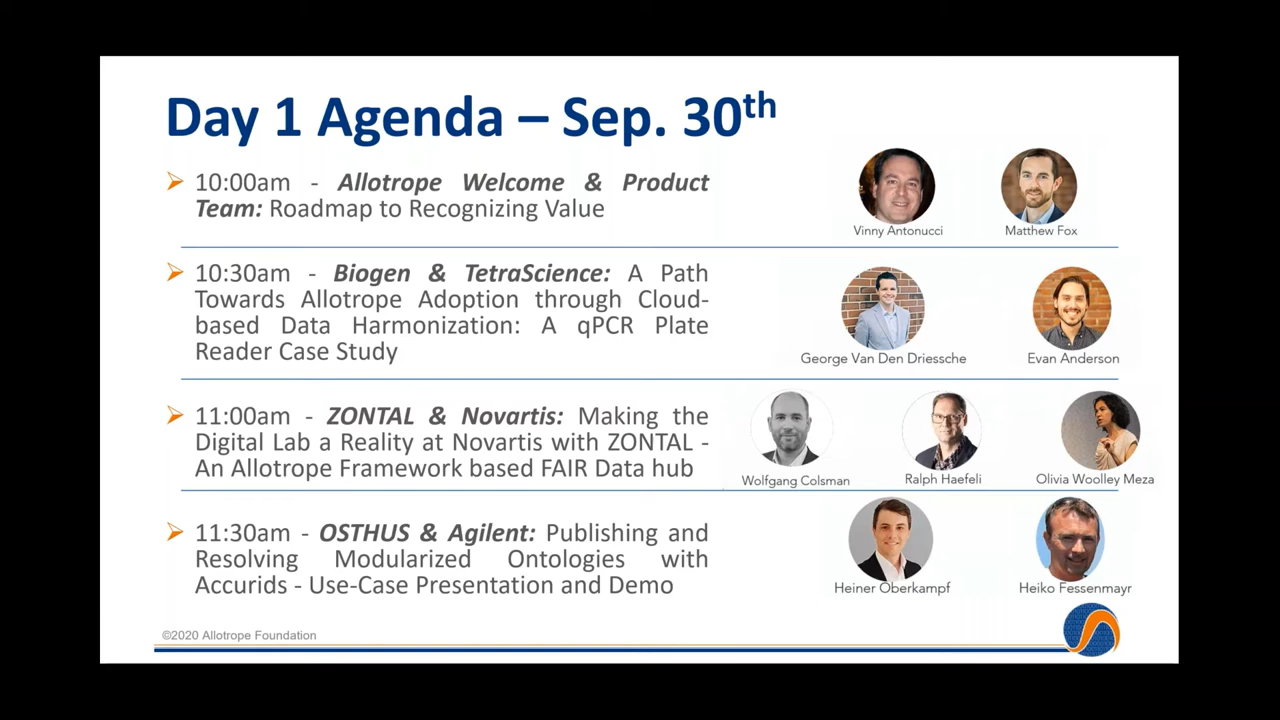 Day 1 Agenda – Sep. 30th
10:00am - Allotrope Welcome & Product
Team: Roadmap to Recognizing Value
Vinny Antonucci
Matthew Fox
10:30am - Biogen & TetraScience: A Path
Towards Allotrope Adoption through Cloud-
based Data Harmonization: A qPCR Plate
Reader Case Study
George Van Den Driessche
Evan Anderson
11:00am - ZONTAL & Novartis: Making the
Digital Lab a Reality at Novartis with ZONTAL -
An Allotrope Framework based FAIR Data hub
Wolfgang Colsman
Ralph Haefeli
Olivia Woolley Meza
11:30am - OSTHUS & Agilent: Publishing and
Resolving Modularized Ontologies with
Accurids - Use-Case Presentation and Demo
Heiner Oberkampf
Heiko Fessenmayr
©2020 Allotrope Foundation